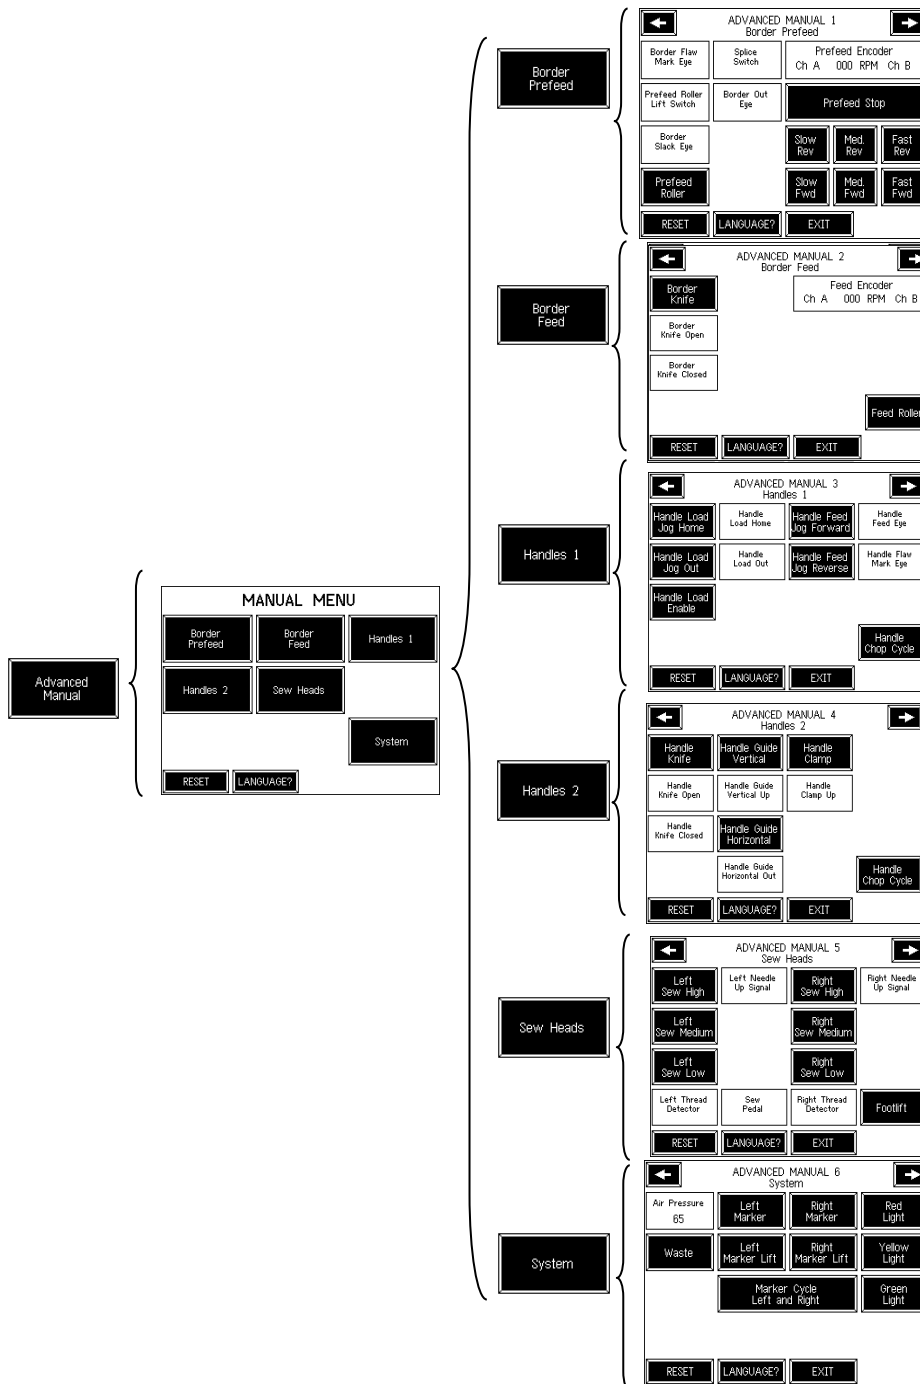 Advanced
Manual
MANUAL MENU
Border
Prefeed
Border
Feed
Handles 1
Handles 2
Sew Heads
System
RESET
LANGUAGE?
Border
Prefeed
ADVANCED MANUAL 1
Border Prefeed
Border Flaw
Mark Eye
Splice
Switch
Prefeed Encoder
Ch A 000 RPM Ch B
Prefeed Roller
Lift Switch
Border Out
Eye
Prefeed Stop
Border
Slack Eye
Slow
Rev
Med.
Rev
Fast
Rev
Prefeed
Roller
Slow
Fwd
Med.
Fwd
Fast
Fwd
RESET
LANGUAGE?
EXIT
Border
Feed
ADVANCED MANUAL 2
Border Feed
Border
Knife
Feed Encoder
Ch A 000 RPM Ch B
Border
Knife Open
Border
Knife Closed
Feed Roller
RESET
LANGUAGE?
EXIT
Handles 1
ADVANCED MANUAL 3
Handles 1
Handle Load
Jog Home
Handle
Load Home
Handle Feed
Jog Forward
Handle
Feed Eye
Handle Load
Jog Out
Handle
Load Out
Handle Feed
Jog Reverse
Handle Flaw
Mark Eye
Handle Load
Enable
Handle
Chop Cycle
RESET
LANGUAGE?
EXIT
Handles 2
ADVANCED MANUAL 4
Handles 2
Handle
Knife
Handle Guide
Vertical
Handle
Clamp
Handle
Knife Open
Handle Guide
Vertical Up
Handle
Clamp Up
Handle
Knife Closed
Handle Guide
Horizontal
Handle Guide
Horizontal Out
Handle
Chop Cycle
RESET
LANGUAGE?
EXIT
Sew Heads
ADVANCED MANUAL 5
Sew Heads
Left
Sew High
Left Needle
Up Signal
Right
Sew High
Right Needle
Up Signal
Left
Sew Medium
Right
Sew Medium
Left
Sew Low
Right
Sew Low
Left Thread
Detector
Sew
Pedal
Right Thread
Detector
Footlift
RESET
LANGUAGE?
EXIT
System
ADVANCED MANUAL 6
System
Air Pressure
65
Left
Marker
Right
Marker
Red
Light
Waste
Left
Marker Lift
Right
Marker Lift
Yellow
Light
Marker Cycle
Left and Right
Green
Light
RESET
LANGUAGE?
EXIT